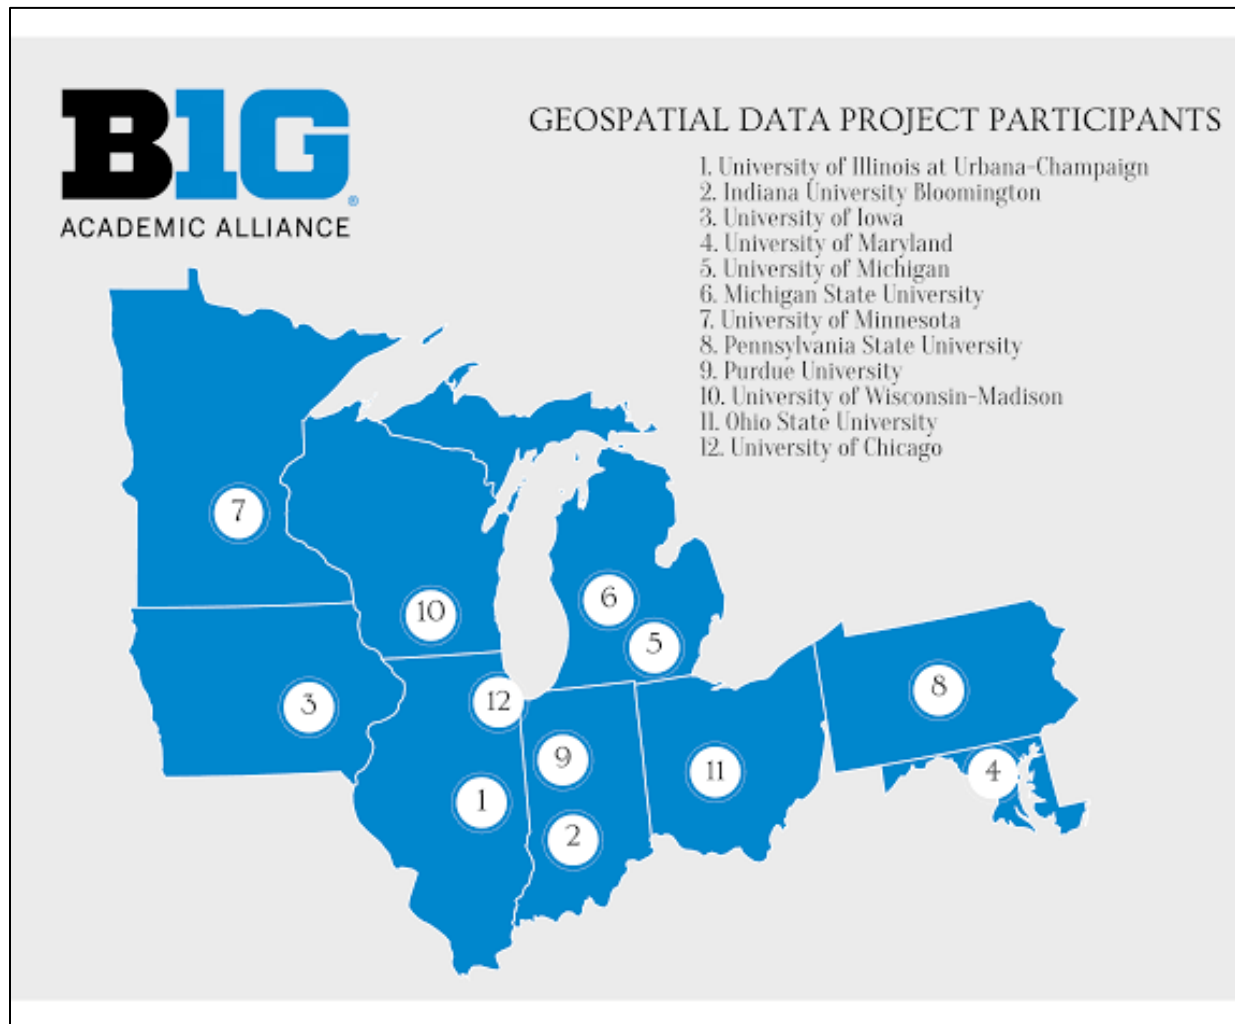 B1G
®
ACADEMIC ALLIANCE
GEOSPATIAL DATA PROJECT PARTICIPANTS
1. University of Illinois at Urbana-Champaign
2. Indiana University Bloomington
3. University of Iowa
4. University of Maryland
5. University of Michigan
6. Michigan State University
7. University of Minnesota
8. Pennsylvania State University
9. Purdue University
10. University of Wisconsin-Madison
11. Ohio State University
12. University of Chicago
7
10
6
5
3
12
8
9
11
4
1
2